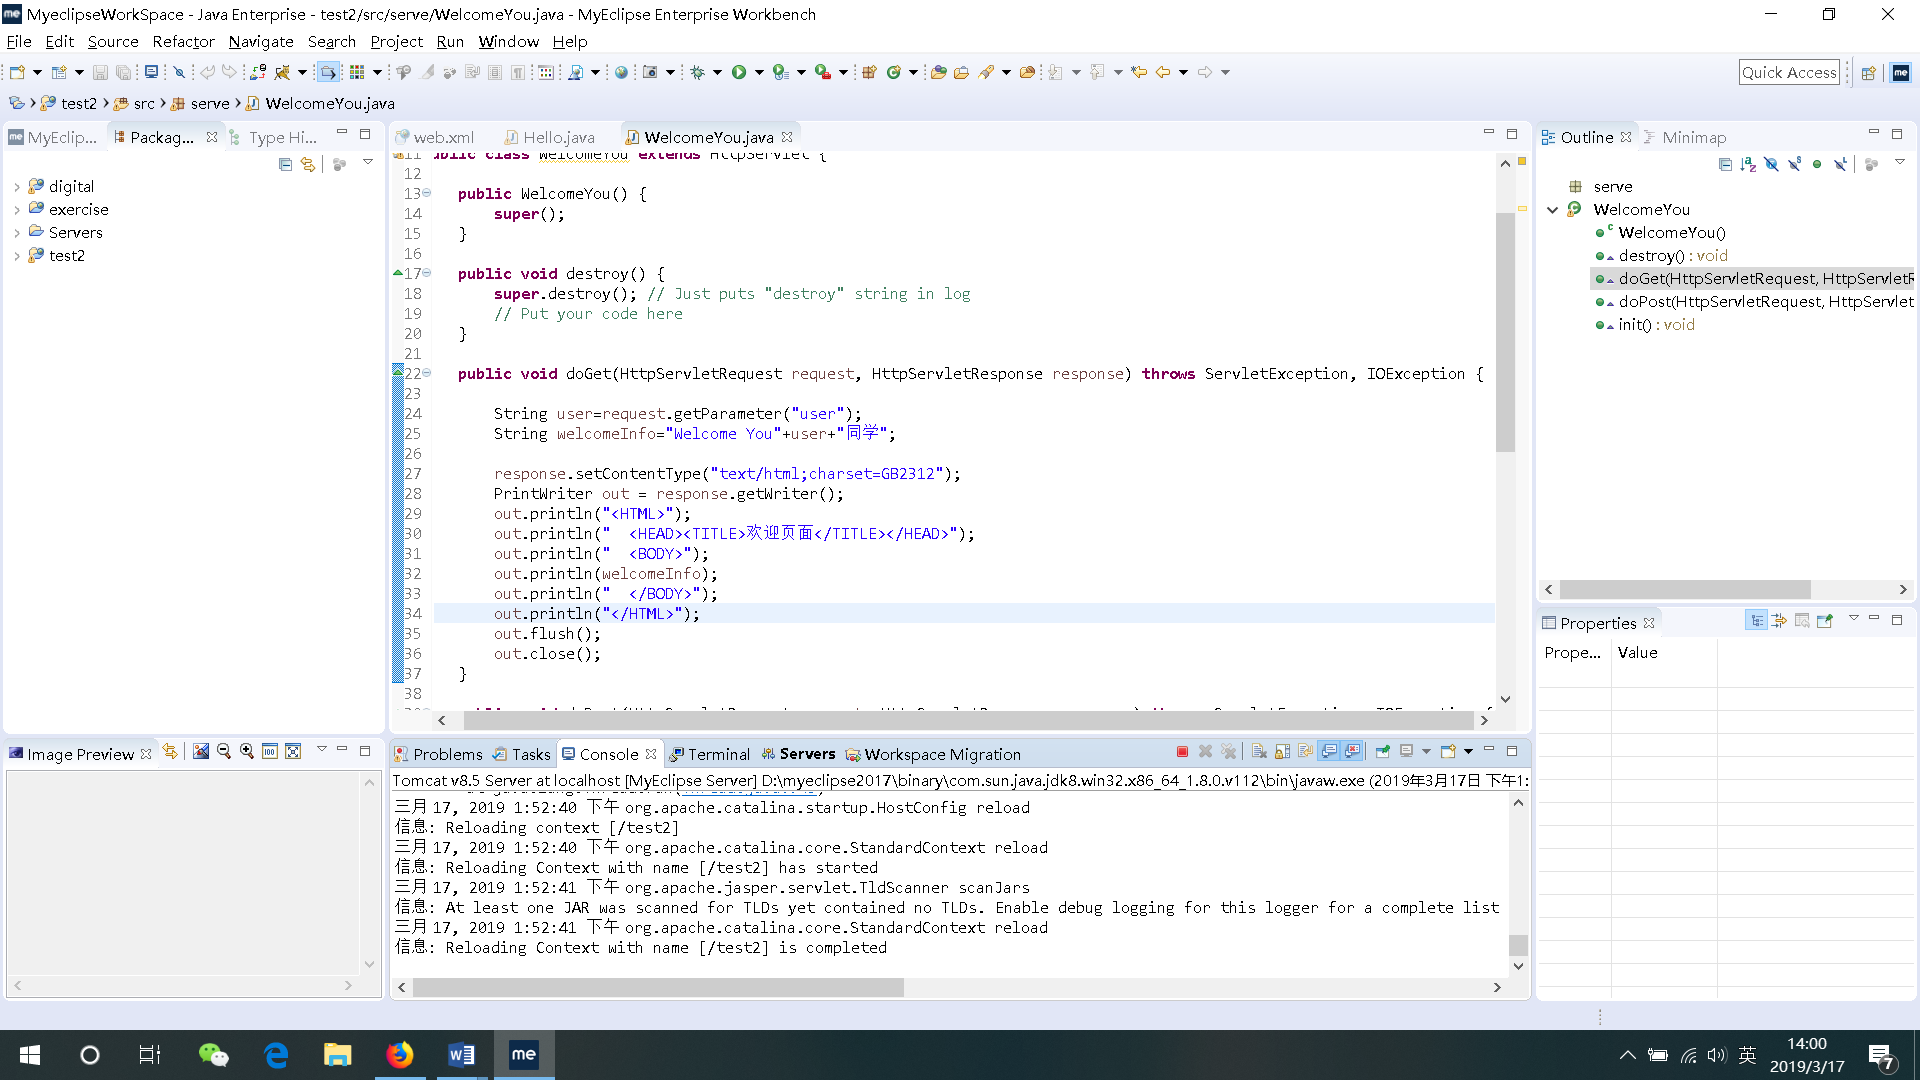 MyeclipseWorkSpace - Java Enterprise - test2/src/serve/WelcomeYou.java - MyEclipse Enterprise Workbench
File Edit Source Refactor Navigate Search Project Run Window Help
Quick Access
test2 src serve WelcomeYou.java
MyEclip... Packag... Type Hi...
digital
exercise
Servers
test2
web.xml Hello.java WelcomeYou.java
11 public class WelcomeYou extends HttpServlet {
12
13 public WelcomeYou() {
14 super();
15 }
16
17 public void destroy() {
18 super.destroy(); // Just puts "destroy" string in log
19 // Put your code here
20 }
21
22 public void doGet(HttpServletRequest request, HttpServletResponse response) throws ServletException, IOException {
23
24 String user=request.getParameter("user");
25 String welcomeInfo="Welcome You"+user+"同学";
26
27 response.setContentType("text/html;charset=GB2312");
28 PrintWriter out = response.getWriter();
29 out.println("<HTML>");
30 out.println("  <HEAD><TITLE>欢迎页面</TITLE></HEAD>");
31 out.println("  <BODY>");
32 out.println(welcomeInfo);
33 out.println("  </BODY>");
34 out.println("</HTML>");
35 out.flush();
36 out.close();
37 }
38
Outline Minimap
serve
WelcomeYou
WelcomeYou()
destroy() : void
doGet(HttpServletRequest, HttpServletR
doPost(HttpServletRequest, HttpServlet
init() : void
Properties
Prope... Value
Image Preview
Problems Tasks Console Terminal Servers Workspace Migration
Tomcat v8.5 Server at localhost [MyEclipse Server] D:\myeclipse2017\binary\com.sun.java.jdk8.win32.x86_64_1.8.0.v112\bin\javaw.exe (2019年3月17日 下午1:
三月 17, 2019 1:52:40 下午 org.apache.catalina.startup.HostConfig reload
信息: Reloading context [/test2]
三月 17, 2019 1:52:40 下午 org.apache.catalina.core.StandardContext reload
信息: Reloading Context with name [/test2] has started
三月 17, 2019 1:52:41 下午 org.apache.jasper.servlet.TldScanner scanJars
信息: At least one JAR was scanned for TLDs yet contained no TLDs. Enable debug logging for this logger for a complete list
三月 17, 2019 1:52:41 下午 org.apache.catalina.core.StandardContext reload
信息: Reloading Context with name [/test2] is completed
me
英
14:00
2019/3/17
7